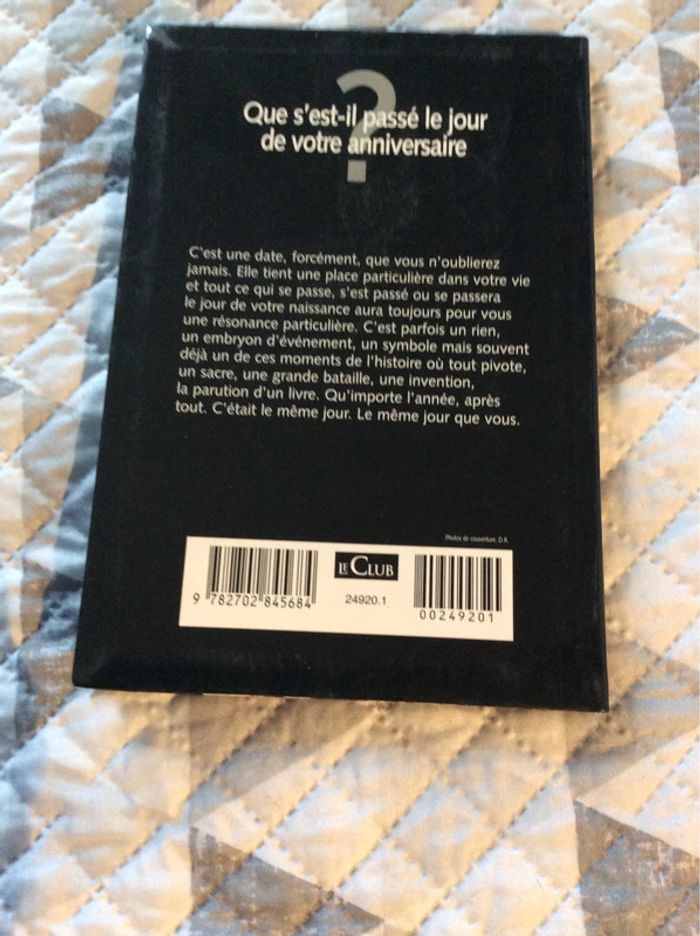 ?
Que s'est-il passé le jour
de votre anniversaire
C'est une date, forcément, que vous n'oublierez
jamais. Elle tient une place particulière dans votre vie
et tout ce qui se passe, s'est passé ou se passera
le jour de votre naissance aura toujours pour vous
une résonance particulière. C'est parfois un rien,
un embryon d'événement, un symbole mais souvent
déjà un de ces moments de l'histoire où tout pivote,
un sacre, une grande bataille, une invention,
la parution d'un livre. Qu'importe l'année, après
tout. C'était le même jour. Le même jour que vous.
Photos de couverture. D.R.
LE CLUB
9 782702 845684
24920.1
00249201